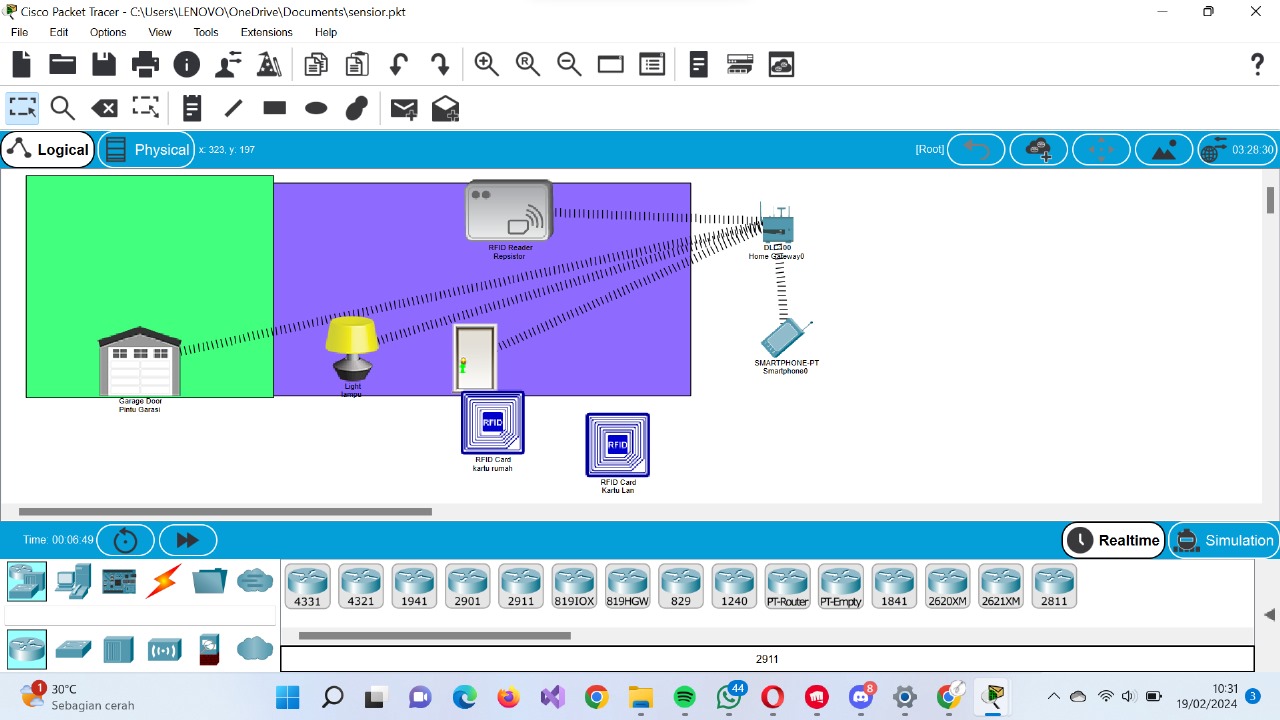 Cisco Packet Tracer - C:\Users\LENOVO\OneDrive\Documents\sensior.pkt
File Edit Options View Tools Extensions Help
R
?
Logical Physical x: 323, y: 197 [Root] 03:28:30
RFID Reader
Repsistor
Home Gateway0
SMARTPHONE-PT
Smartphone0
Light
lampu
Garage Door
Pintu Garasi
RFID
RFID Card
kartu rumah
RFID
RFID Card
Kartu Lan
Time: 00:06:49 Realtime Simulation
4331 4321 1941 2901 2911 819IOX 819HGW 829 1240 PT-Router PT-Empty 1841 2620XM 2621XM 2811
2911
1 30°C
Sebagian cerah
44 8
10:31
19/02/2024 3